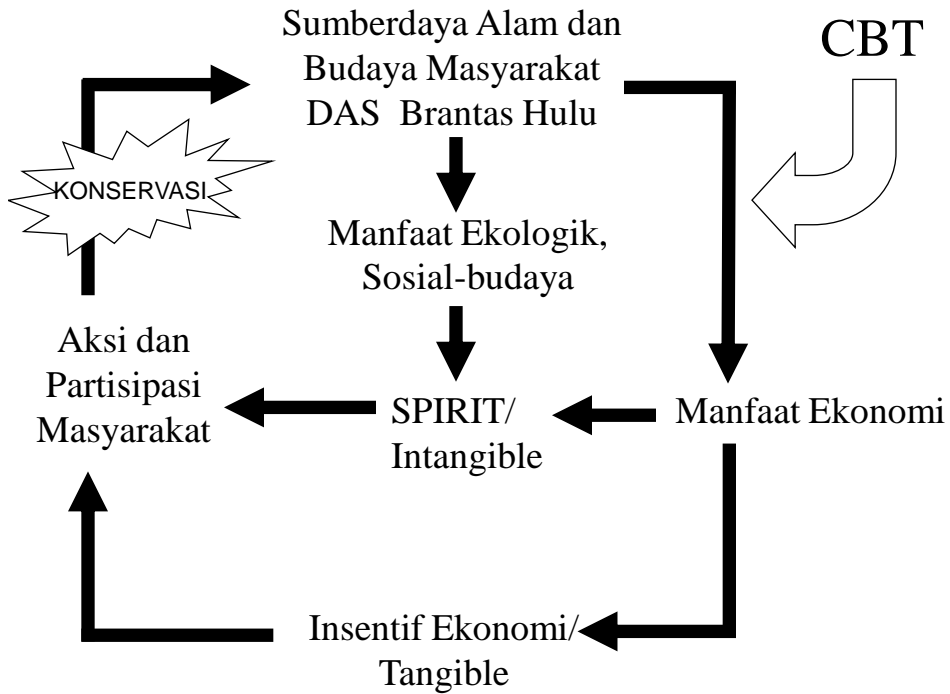 Sumberdaya Alam dan
Budaya Masyarakat
DAS Brantas Hulu
CBT
KONSERVASI
Manfaat Ekologik,
Sosial-budaya
Aksi dan
Partisipasi
Masyarakat
SPIRIT/
Intangible
Manfaat Ekonomi
Insentif Ekonomi/
Tangible